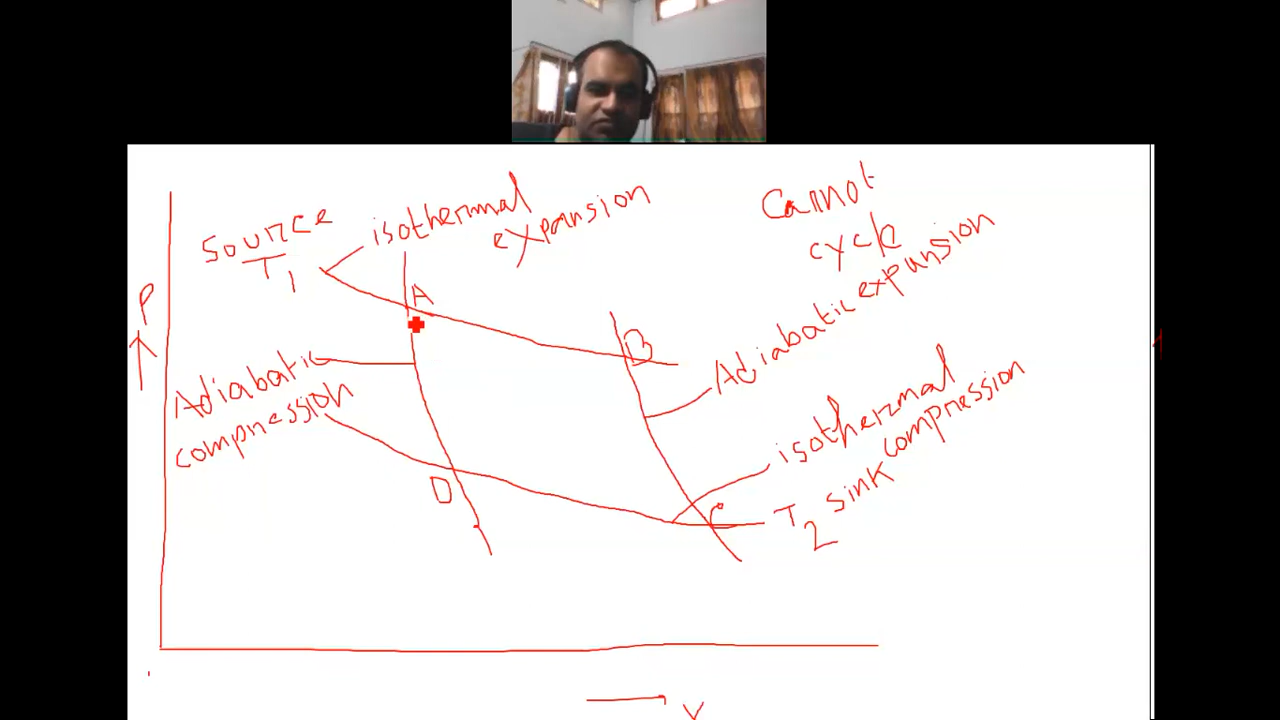 Source
T1
isothermal
expansion
Carnot
cycle
A
P
B
Adiabatic expansion
Adiabatic
compression
isothermal
compression
D
C
T2 sink
V